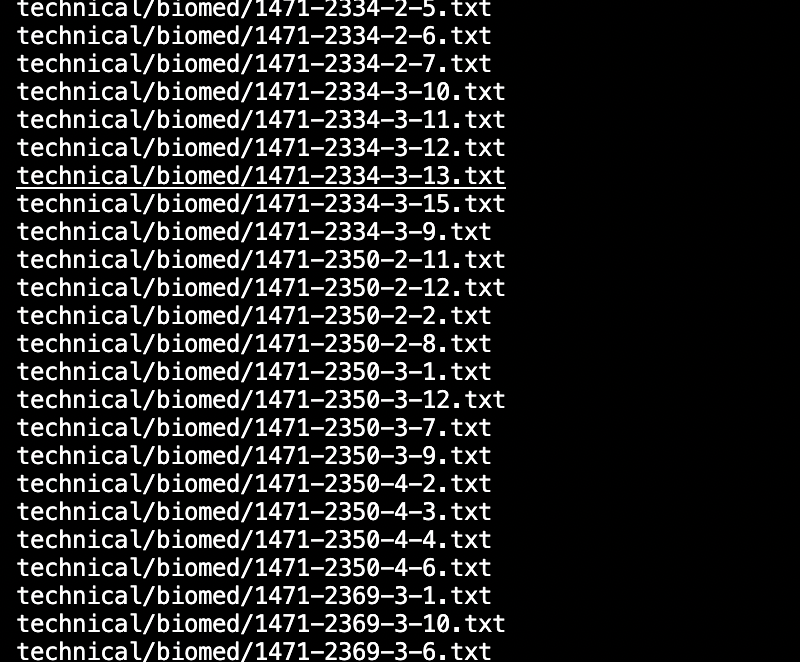 technical/biomed/1471-2334-2-5.txt
technical/biomed/1471-2334-2-6.txt
technical/biomed/1471-2334-2-7.txt
technical/biomed/1471-2334-3-10.txt
technical/biomed/1471-2334-3-11.txt
technical/biomed/1471-2334-3-12.txt
technical/biomed/1471-2334-3-13.txt
technical/biomed/1471-2334-3-15.txt
technical/biomed/1471-2334-3-9.txt
technical/biomed/1471-2350-2-11.txt
technical/biomed/1471-2350-2-12.txt
technical/biomed/1471-2350-2-2.txt
technical/biomed/1471-2350-2-8.txt
technical/biomed/1471-2350-3-1.txt
technical/biomed/1471-2350-3-12.txt
technical/biomed/1471-2350-3-7.txt
technical/biomed/1471-2350-3-9.txt
technical/biomed/1471-2350-4-2.txt
technical/biomed/1471-2350-4-3.txt
technical/biomed/1471-2350-4-4.txt
technical/biomed/1471-2350-4-6.txt
technical/biomed/1471-2369-3-1.txt
technical/biomed/1471-2369-3-10.txt
technical/biomed/1471-2369-3-6.txt